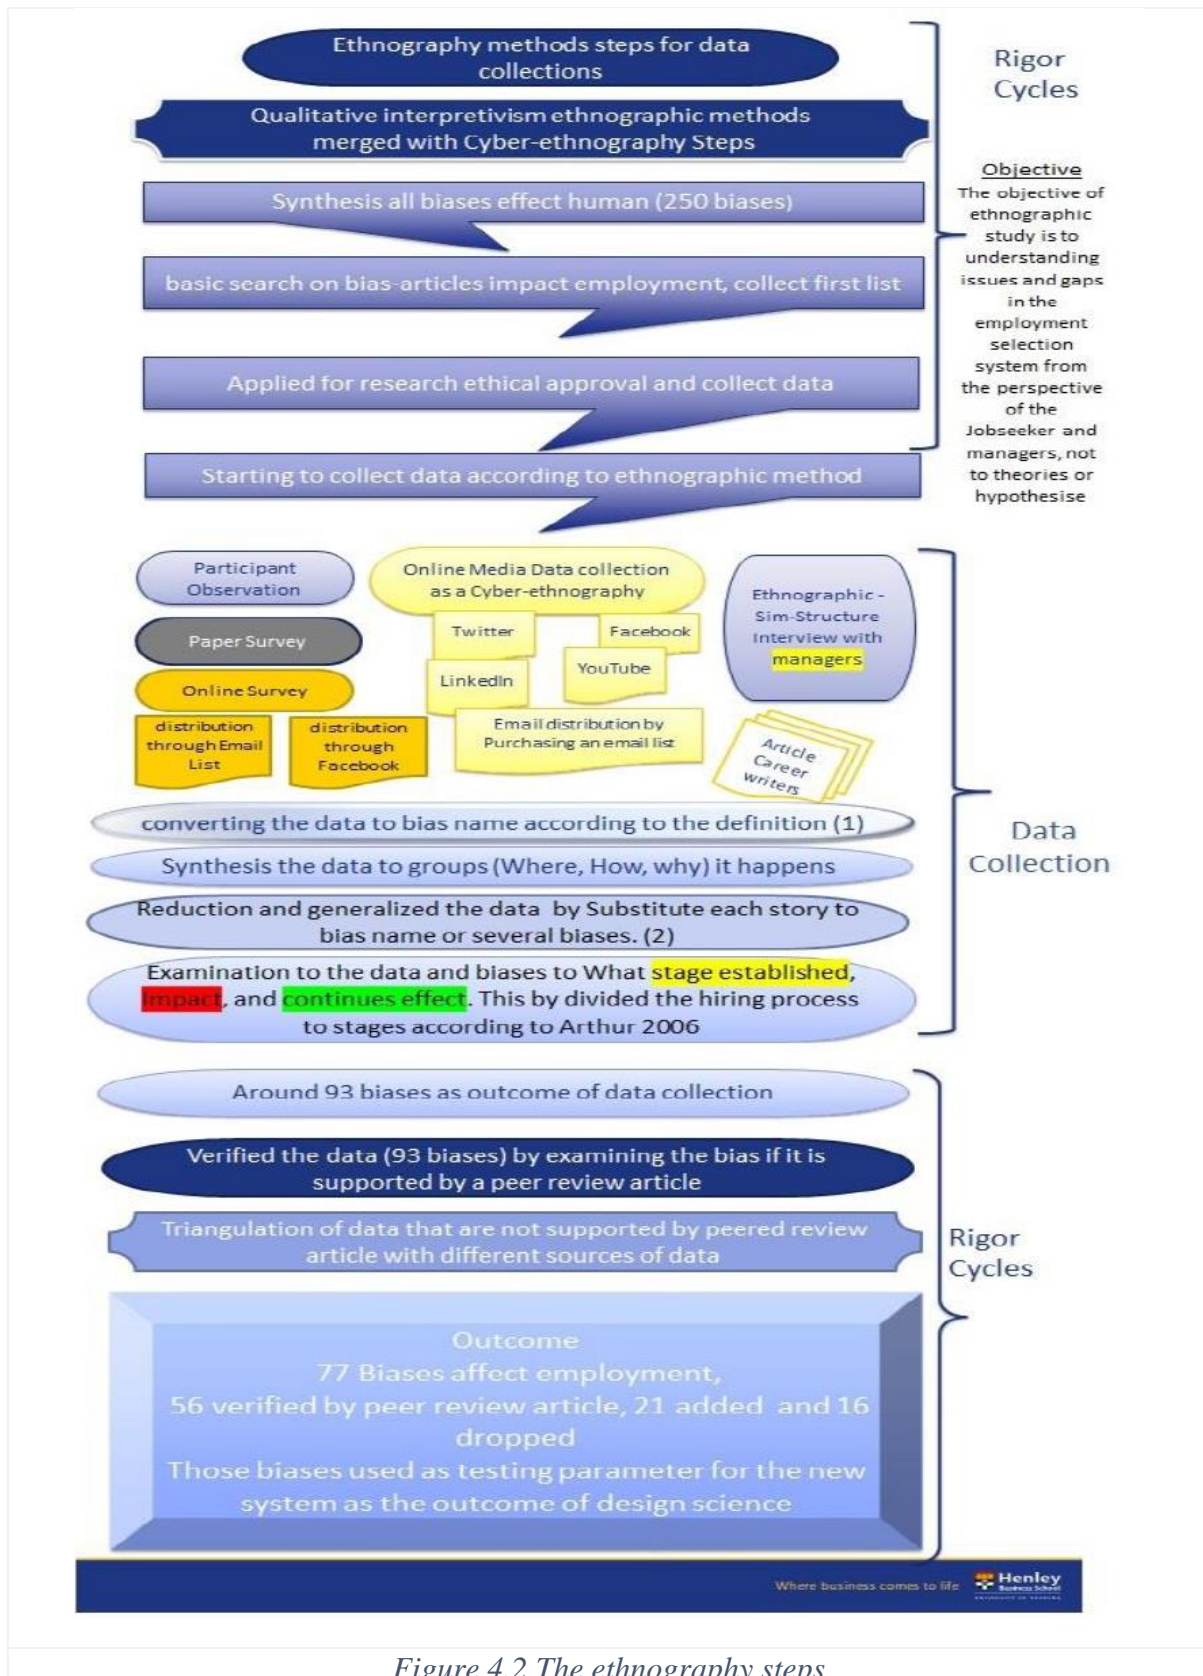 Ethnography methods steps for data
collections
Qualitative interpretivism ethnographic methods
merged with Cyber-ethnography Steps
Synthesis all biases effect human (250 biases)
basic search on bias-articles impact employment, collect first list
Applied for research ethical approval and collect data
Starting to collect data according to ethnographic method
Rigor
Cycles
Objective
The objective of
ethnographic
study is to
understanding
issues and gaps
in the
employment
selection
system from
the perspective
of the
Jobseeker and
managers, not
to theories or
hypothesise
Participant
Observation
Paper Survey
Online Survey
distribution
through Email
List
distribution
through
Facebook
Online Media Data collection
as a Cyber-ethnography
Twitter
Facebook
LinkedIn
YouTube
Email distribution by
Purchasing an email list
Ethnographic -
Sim-Structure
Interview with
managers
Article
Career
writers
converting the data to bias name according to the definition (1)
Synthesis the data to groups (Where, How, why) it happens
Reduction and generalized the data by Substitute each story to
bias name or several biases. (2)
Examination to the data and biases to What stage established,
Impact, and continues effect. This by divided the hiring process
to stages according to Arthur 2006
Data
Collection
Around 93 biases as outcome of data collection
Verified the data (93 biases) by examining the bias if it is
supported by a peer review article
Triangulation of data that are not supported by peered review
article with different sources of data
Outcome
77 Biases affect employment,
56 verified by peer review article, 21 added and 16
dropped
Those biases used as testing parameter for the new
system as the outcome of design science
Rigor
Cycles
Where business comes to life
Henley
Business School
UNIVERSITY OF READING
Figure 4.2 The ethnography steps